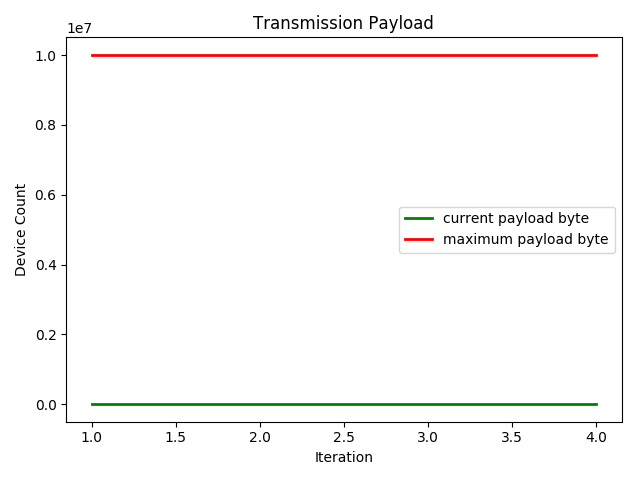 Transmission Payload
1e7
1.0
0.8
0.6
0.4
0.2
0.0
Device Count
current payload byte
maximum payload byte
1.0 1.5 2.0 2.5 3.0 3.5 4.0
Iteration